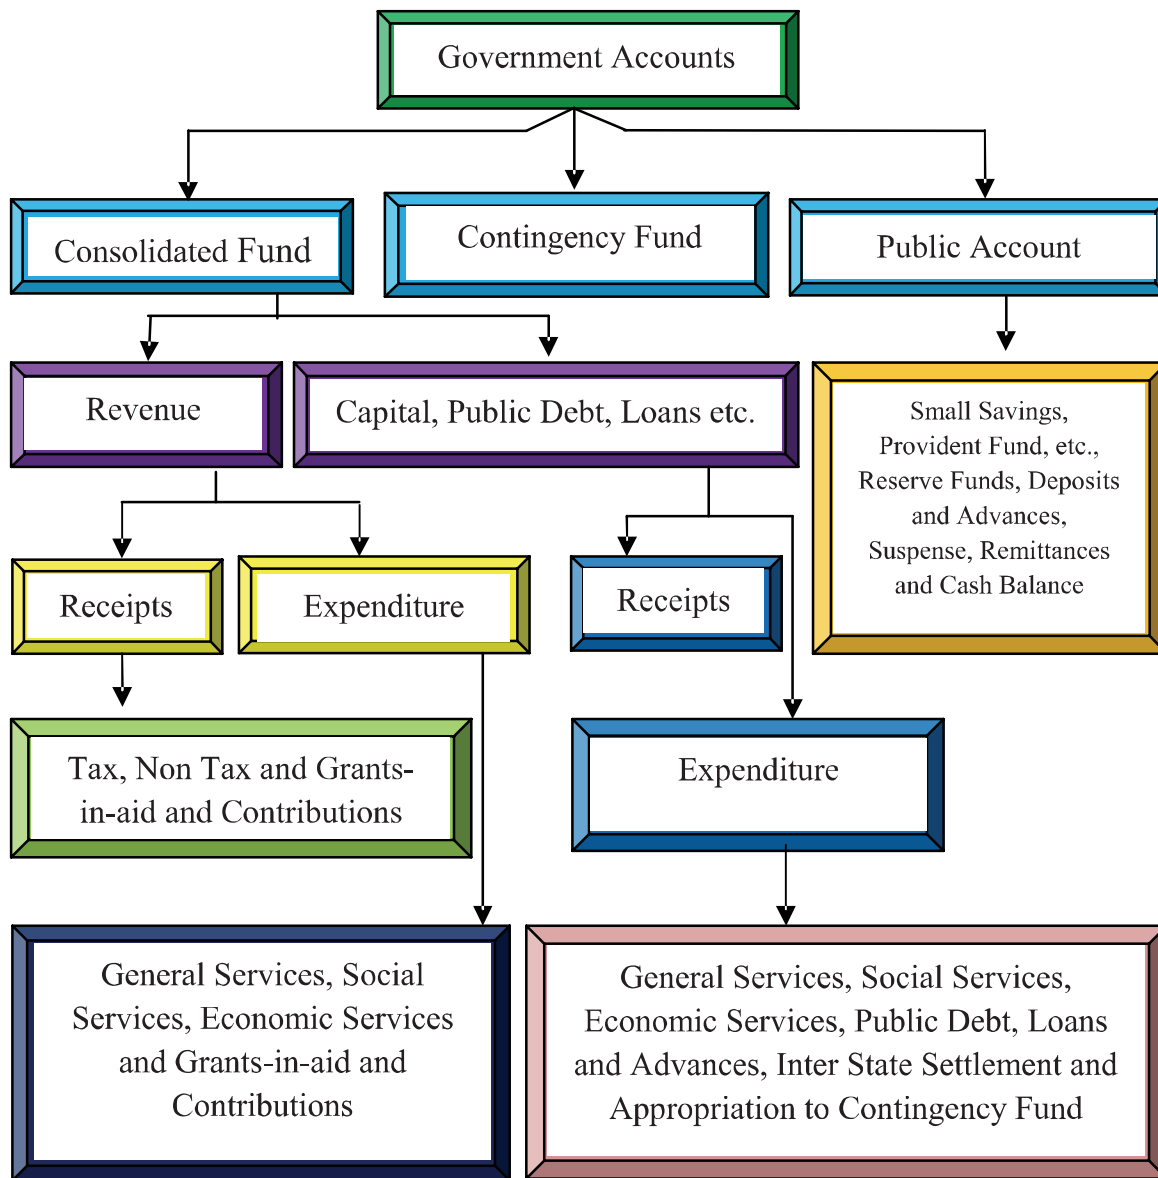 Government Accounts
Consolidated Fund
Contingency Fund
Public Account
Revenue
Capital, Public Debt, Loans etc.
Small Savings,
Provident Fund, etc.,
Reserve Funds, Deposits
and Advances,
Suspense, Remittances
and Cash Balance
Receipts
Expenditure
Receipts
Tax, Non Tax and Grants-
in-aid and Contributions
Expenditure
General Services, Social
Services, Economic Services
and Grants-in-aid and
Contributions
General Services, Social Services,
Economic Services, Public Debt, Loans
and Advances, Inter State Settlement and
Appropriation to Contingency Fund